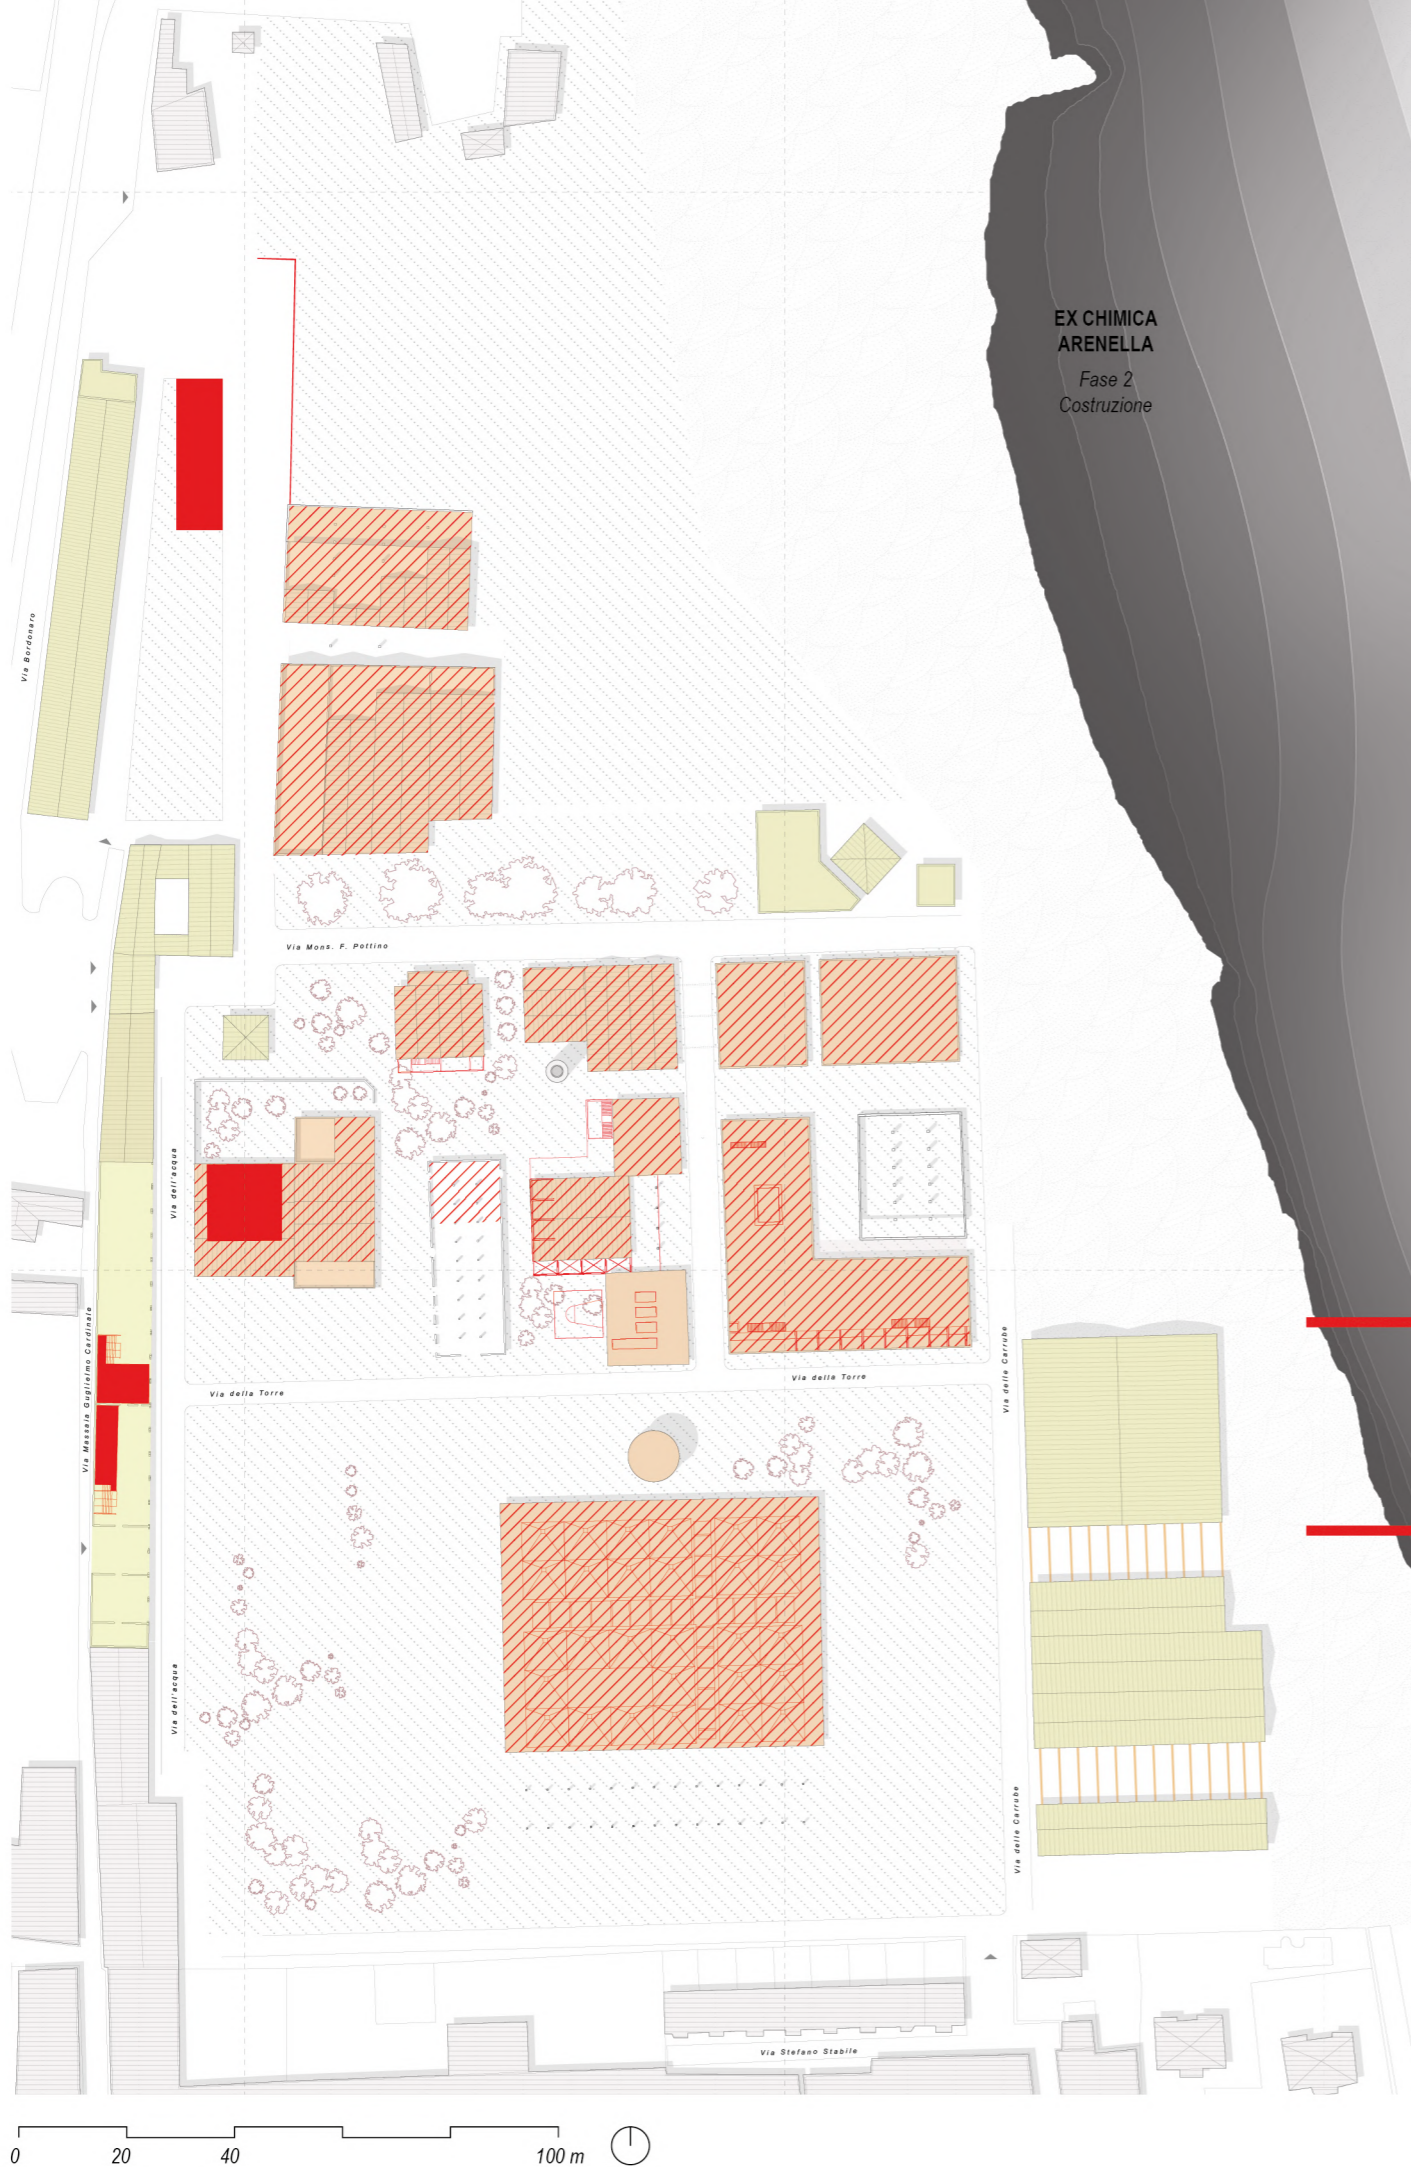 EX CHIMICA
ARENELLA
Fase 2
Costruzione
Via Bordonaro
Via Mons. F. Pottino
Via dell'acqua
Via Massaia Guglielmo Cardinale
Via della Torre
Via della Torre
Via delle Carrube
Via dell'acqua
Via delle Carrube
Via Stefano Stabile
0 20 40 100 m